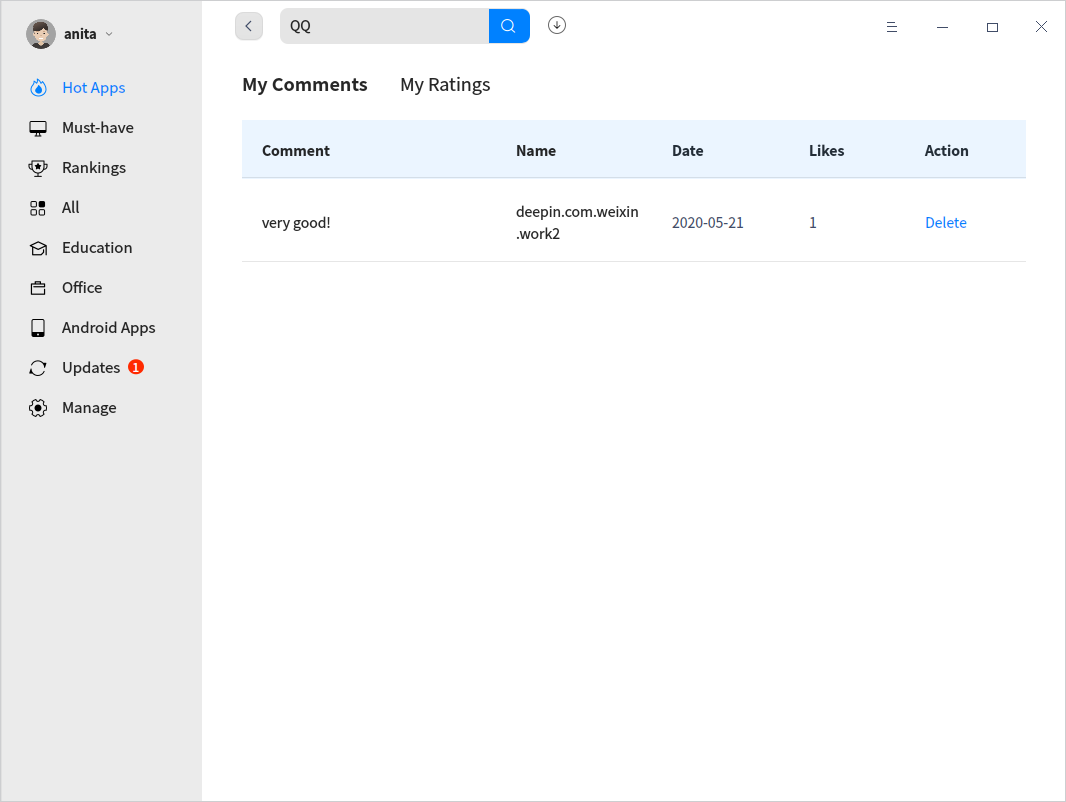 anita
QQ
Hot Apps
Must-have
Rankings
All
Education
Office
Android Apps
Updates 1
Manage
My Comments My Ratings
Comment Name Date Likes Action
very good! deepin.com.weixin 2020-05-21 1 Delete
.work2